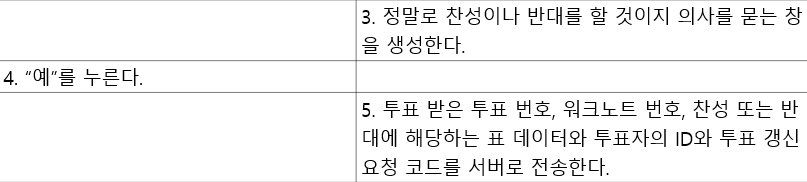 3. 정말로 찬성이나 반대를 할 것이지 의사를 묻는 창
을 생성한다.
4. “예”를 누른다.
5. 투표 받은 투표 번호, 워크노트 번호, 찬성 또는 반
대에 해당하는 표 데이터와 투표자의 ID와 투표 갱신
요청 코드를 서버로 전송한다.